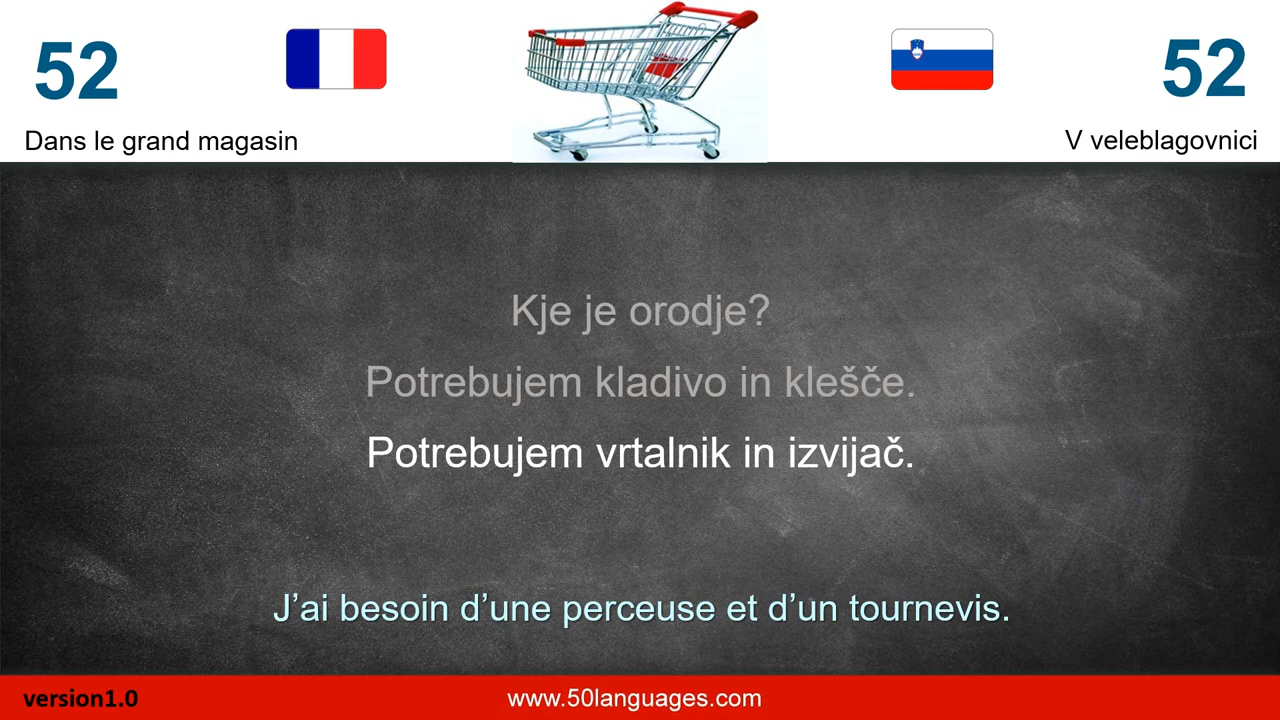 52
52
Dans le grand magasin
V veleblagovnici
Kje je orodje?
Potrebujem kladivo in klešče.
Potrebujem vrtalnik in izvijač.
J’ai besoin d’une perceuse et d’un tournevis.
version1.0
www.50languages.com